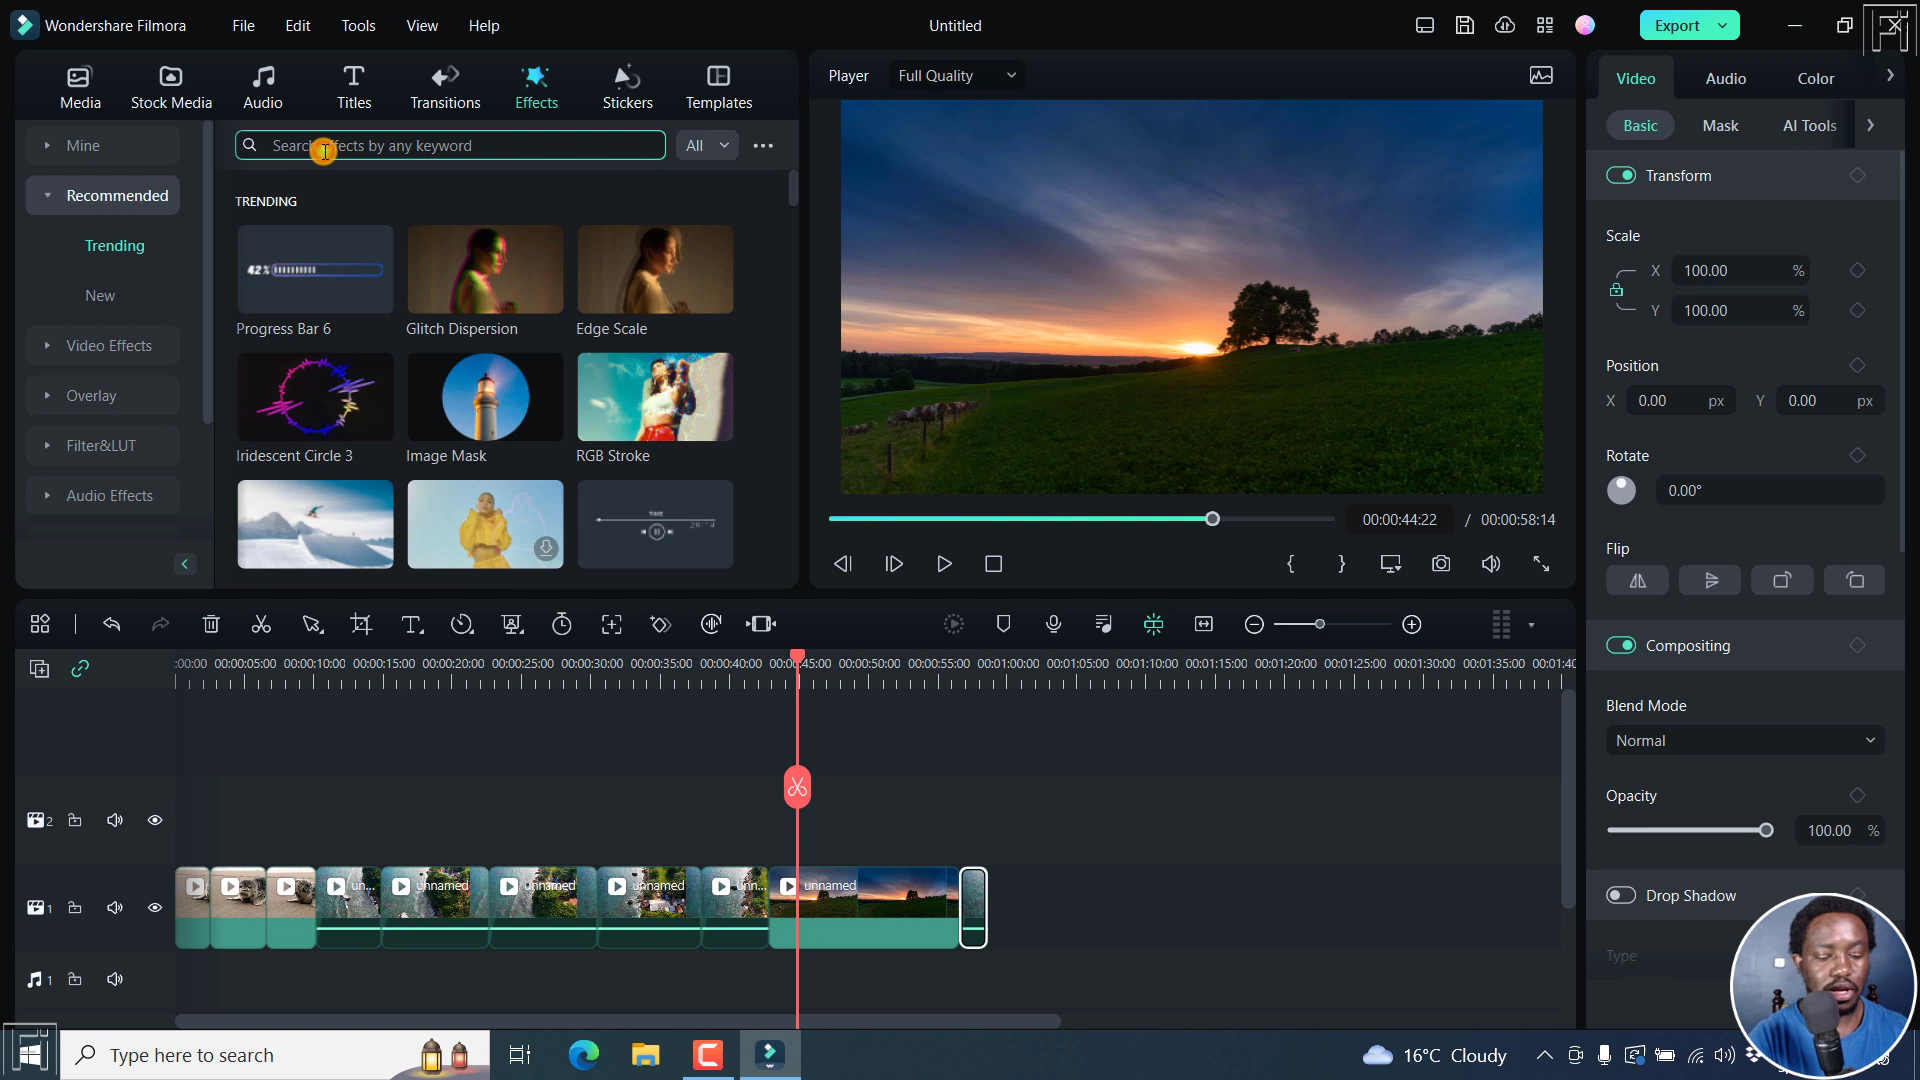 Wondershare Filmora
File
Edit
Tools
View
Help
Untitled
Export
Media
Stock Media
Audio
Titles
Transitions
Effects
Stickers
Templates
Player
Full Quality
Video
Audio
Color
Basic
Mask
AI Tools
Mine
Recommended
Trending
New
Video Effects
Overlay
Filter&LUT
Audio Effects
Search effects by any keyword
All
TRENDING
42%
Progress Bar 6
Glitch Dispersion
Edge Scale
Iridescent Circle 3
Image Mask
RGB Stroke
TIME
00:00:44:22 / 00:00:58:14
Transform
Scale
X 100.00 %
Y 100.00 %
Position
X 0.00 px Y 0.00 px
Rotate
0.00°
Flip
Compositing
Blend Mode
Normal
Opacity
100.00 %
Drop Shadow
Type
:00:00 00:00:05:00 00:00:10:00 00:00:15:00 00:00:20:00 00:00:25:00 00:00:30:00 00:00:35:00 00:00:40:00 00:00:45:00 00:00:50:00 00:00:55:00 00:01:00:00 00:01:05:00 00:01:10:00 00:01:15:00 00:01:20:00 00:01:25:00 00:01:30:00 00:01:35:00 00:01:40
2
1
un...
unnamed
unnamed
unnamed
unn...
unnamed
1
Type here to search
16°C Cloudy